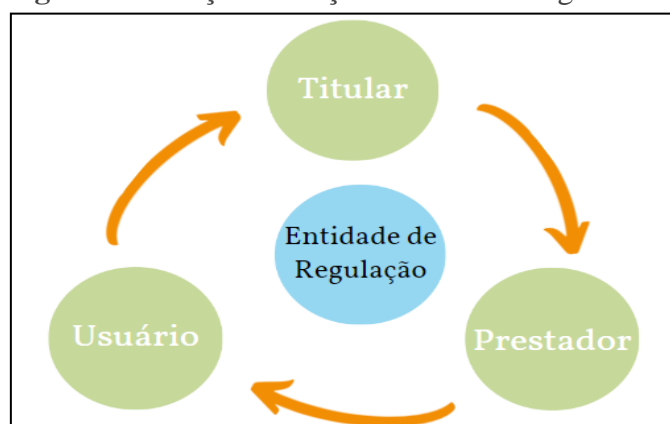 Titular
Entidade de
Regulação
Usuário
Prestador